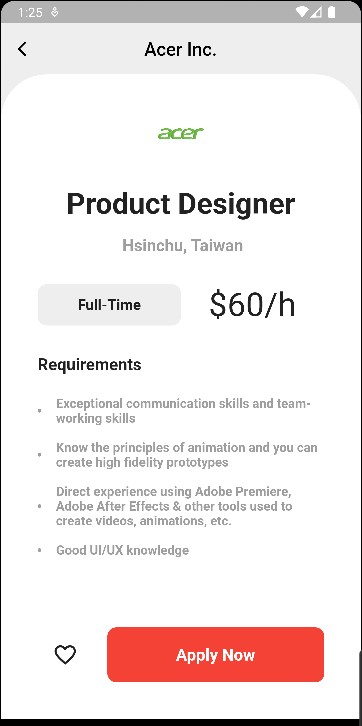 1:25
Acer Inc.
acer
Product Designer
Hsinchu, Taiwan
Full-Time
$60/h
Requirements
• Exceptional communication skills and team-
working skills
• Know the principles of animation and you can
create high fidelity prototypes
• Direct experience using Adobe Premiere,
Adobe After Effects & other tools used to
create videos, animations, etc.
• Good UI/UX knowledge
Apply Now